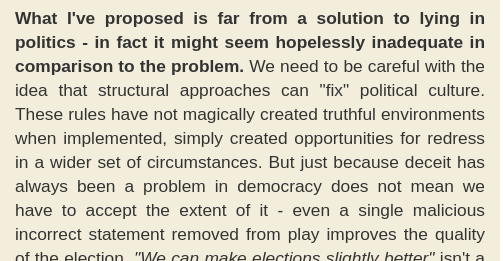 What I've proposed is far from a solution to lying in
politics - in fact it might seem hopelessly inadequate in
comparison to the problem. We need to be careful with the
idea that structural approaches can "fix" political culture.
These rules have not magically created truthful environments
when implemented, simply created opportunities for redress
in a wider set of circumstances. But just because deceit has
always been a problem in democracy does not mean we
have to accept the extent of it - even a single malicious
incorrect statement removed from play improves the quality
of the election. "We can make elections slightly better" isn't a